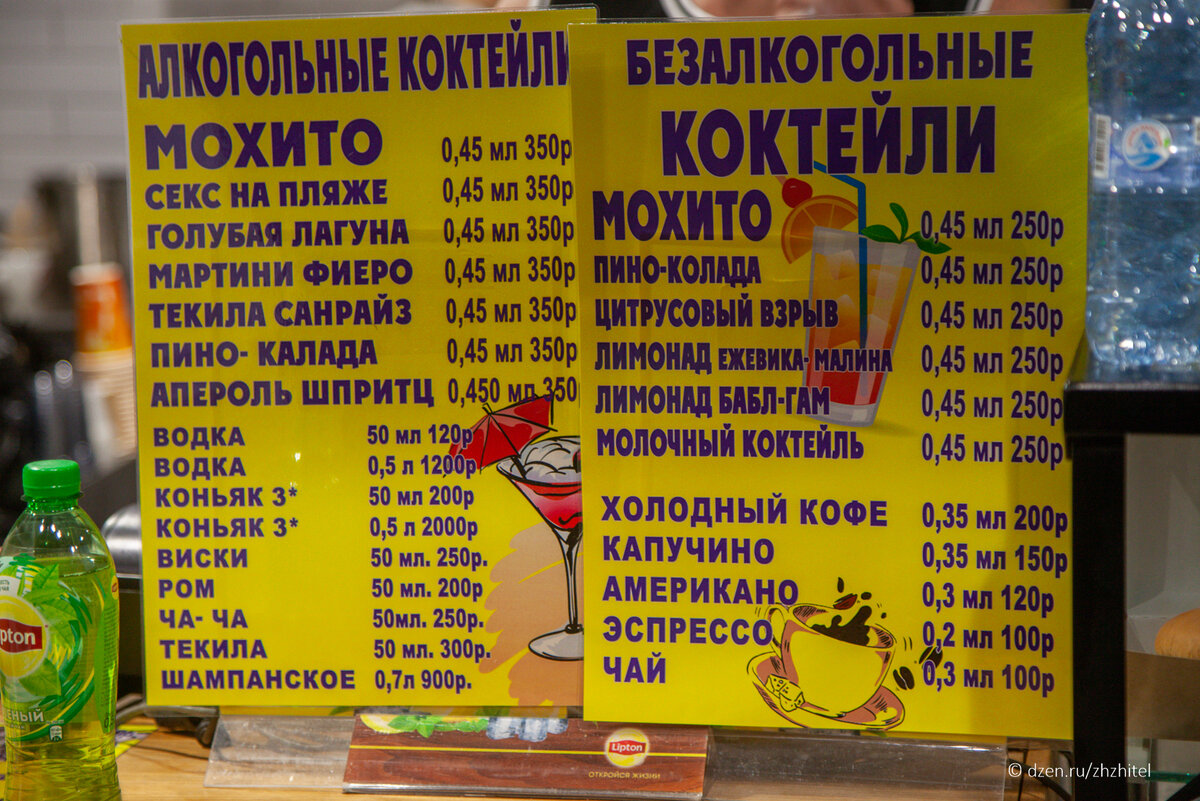 АЛКОГОЛЬНЫЕ КОКТЕЙЛИ
МОХИТО 0,45 мл 350р
СЕКС НА ПЛЯЖЕ 0,45 мл 350р
ГОЛУБАЯ ЛАГУНА 0,45 мл 350р
МАРТИНИ ФИЕРО 0,45 мл 350р
ТЕКИЛА САНРАЙЗ 0,45 мл 350р
ПИНО- КАЛАДА 0,45 мл 350р
АПЕРОЛЬ ШПРИТЦ 0,450 мл 350
ВОДКА 50 мл 120р
ВОДКА 0,5 л 1200р
КОНЬЯК 3* 50 мл 200р
КОНЬЯК 3* 0,5 л 2000р
ВИСКИ 50 мл. 250р.
РОМ 50 мл. 200р
ЧА- ЧА 50мл. 250р.
ТЕКИЛА 50 мл. 300р.
ШАМПАНСКОЕ 0,7л 900р.
БЕЗАЛКОГОЛЬНЫЕ
КОКТЕЙЛИ
МОХИТО 0,45 мл 250р
ПИНО-КОЛАДА 0,45 мл 250р
ЦИТРУСОВЫЙ ВЗРЫВ 0,45 мл 250р
ЛИМОНАД ЕЖЕВИКА- МАЛИНА 0,45 мл 250р
ЛИМОНАД БАБЛ-ГАМ 0,45 мл 250р
МОЛОЧНЫЙ КОКТЕЙЛЬ 0,45 мл 250р
ХОЛОДНЫЙ КОФЕ 0,35 мл 200р
КАПУЧИНО 0,35 мл 150р
АМЕРИКАНО 0,3 мл 120р
ЭСПРЕССО 0,2 мл 100р
ЧАЙ 0,3 мл 100р
pton
ЕНЫЙ
Lipton
ОТКРОЙСЯ ЖИЗНИ
© dzen.ru/zhzhitel